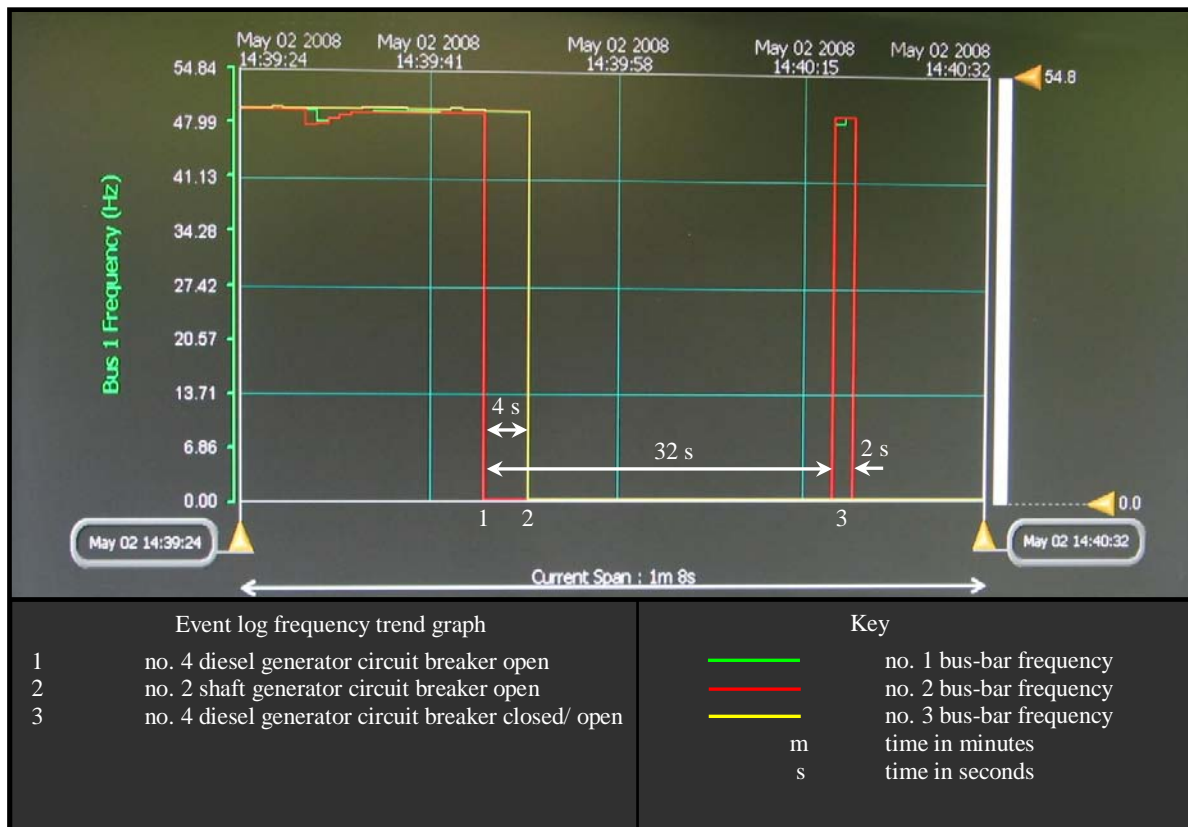 May 02 2008 May 02 2008 May 02 2008 May 02 2008 May 02 2008
14:39:24 14:39:41 14:39:58 14:40:15 14:40:32
54.84
54.8
47.99
41.13
34.28
27.42
20.57
13.71
6.86
0.00
Bus 1 Frequency (Hz)
4 s
32 s
2 s
0.0
1 2 3
May 02 14:39:24
May 02 14:40:32
Current Span : 1m 8s
Event log frequency trend graph
1 no. 4 diesel generator circuit breaker open
2 no. 2 shaft generator circuit breaker open
3 no. 4 diesel generator circuit breaker closed/ open
Key
no. 1 bus-bar frequency
no. 2 bus-bar frequency
no. 3 bus-bar frequency
m time in minutes
s time in seconds